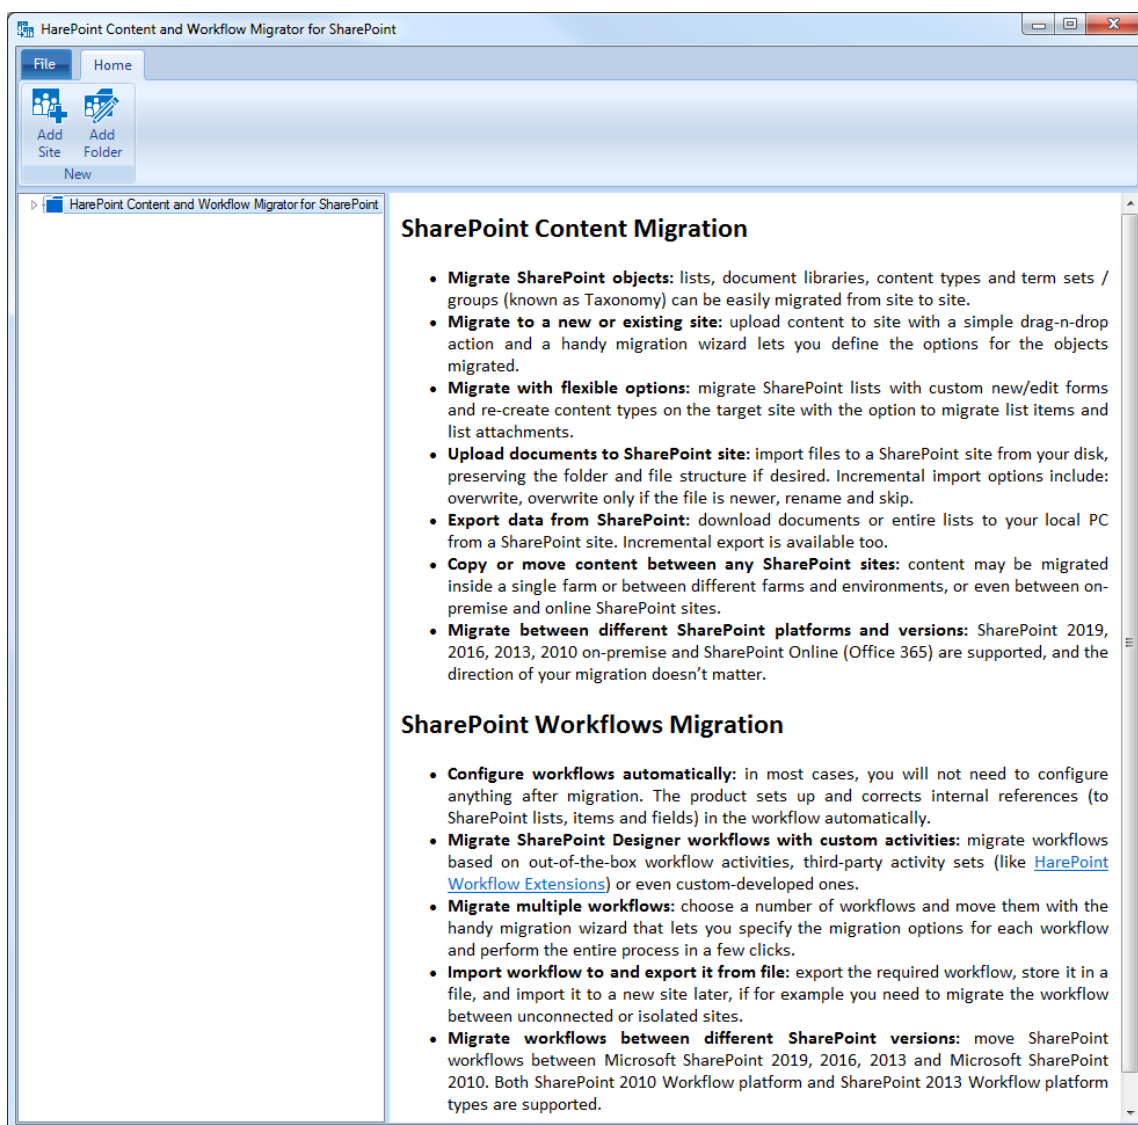 HarePoint Content and Workflow Migrator for SharePoint
File Home
Add Add
Site Folder
New
HarePoint Content and Workflow Migrator for SharePoint
SharePoint Content Migration
• Migrate SharePoint objects: lists, document libraries, content types and term sets /
groups (known as Taxonomy) can be easily migrated from site to site.
• Migrate to a new or existing site: upload content to site with a simple drag-n-drop
action and a handy migration wizard lets you define the options for the objects
migrated.
• Migrate with flexible options: migrate SharePoint lists with custom new/edit forms
and re-create content types on the target site with the option to migrate list items and
list attachments.
• Upload documents to SharePoint site: import files to a SharePoint site from your disk,
preserving the folder and file structure if desired. Incremental import options include:
overwrite, overwrite only if the file is newer, rename and skip.
• Export data from SharePoint: download documents or entire lists to your local PC
from a SharePoint site. Incremental export is available too.
• Copy or move content between any SharePoint sites: content may be migrated
inside a single farm or between different farms and environments, or even between on-
premise and online SharePoint sites.
• Migrate between different SharePoint platforms and versions: SharePoint 2019,
2016, 2013, 2010 on-premise and SharePoint Online (Office 365) are supported, and the
direction of your migration doesn’t matter.
SharePoint Workflows Migration
• Configure workflows automatically: in most cases, you will not need to configure
anything after migration. The product sets up and corrects internal references (to
SharePoint lists, items and fields) in the workflow automatically.
• Migrate SharePoint Designer workflows with custom activities: migrate workflows
based on out-of-the-box workflow activities, third-party activity sets (like HarePoint
Workflow Extensions) or even custom-developed ones.
• Migrate multiple workflows: choose a number of workflows and move them with the
handy migration wizard that lets you specify the migration options for each workflow
and perform the entire process in a few clicks.
• Import workflow to and export it from file: export the required workflow, store it in a
file, and import it to a new site later, if for example you need to migrate the workflow
between unconnected or isolated sites.
• Migrate workflows between different SharePoint versions: move SharePoint
workflows between Microsoft SharePoint 2019, 2016, 2013 and Microsoft SharePoint
2010. Both SharePoint 2010 Workflow platform and SharePoint 2013 Workflow platform
types are supported.